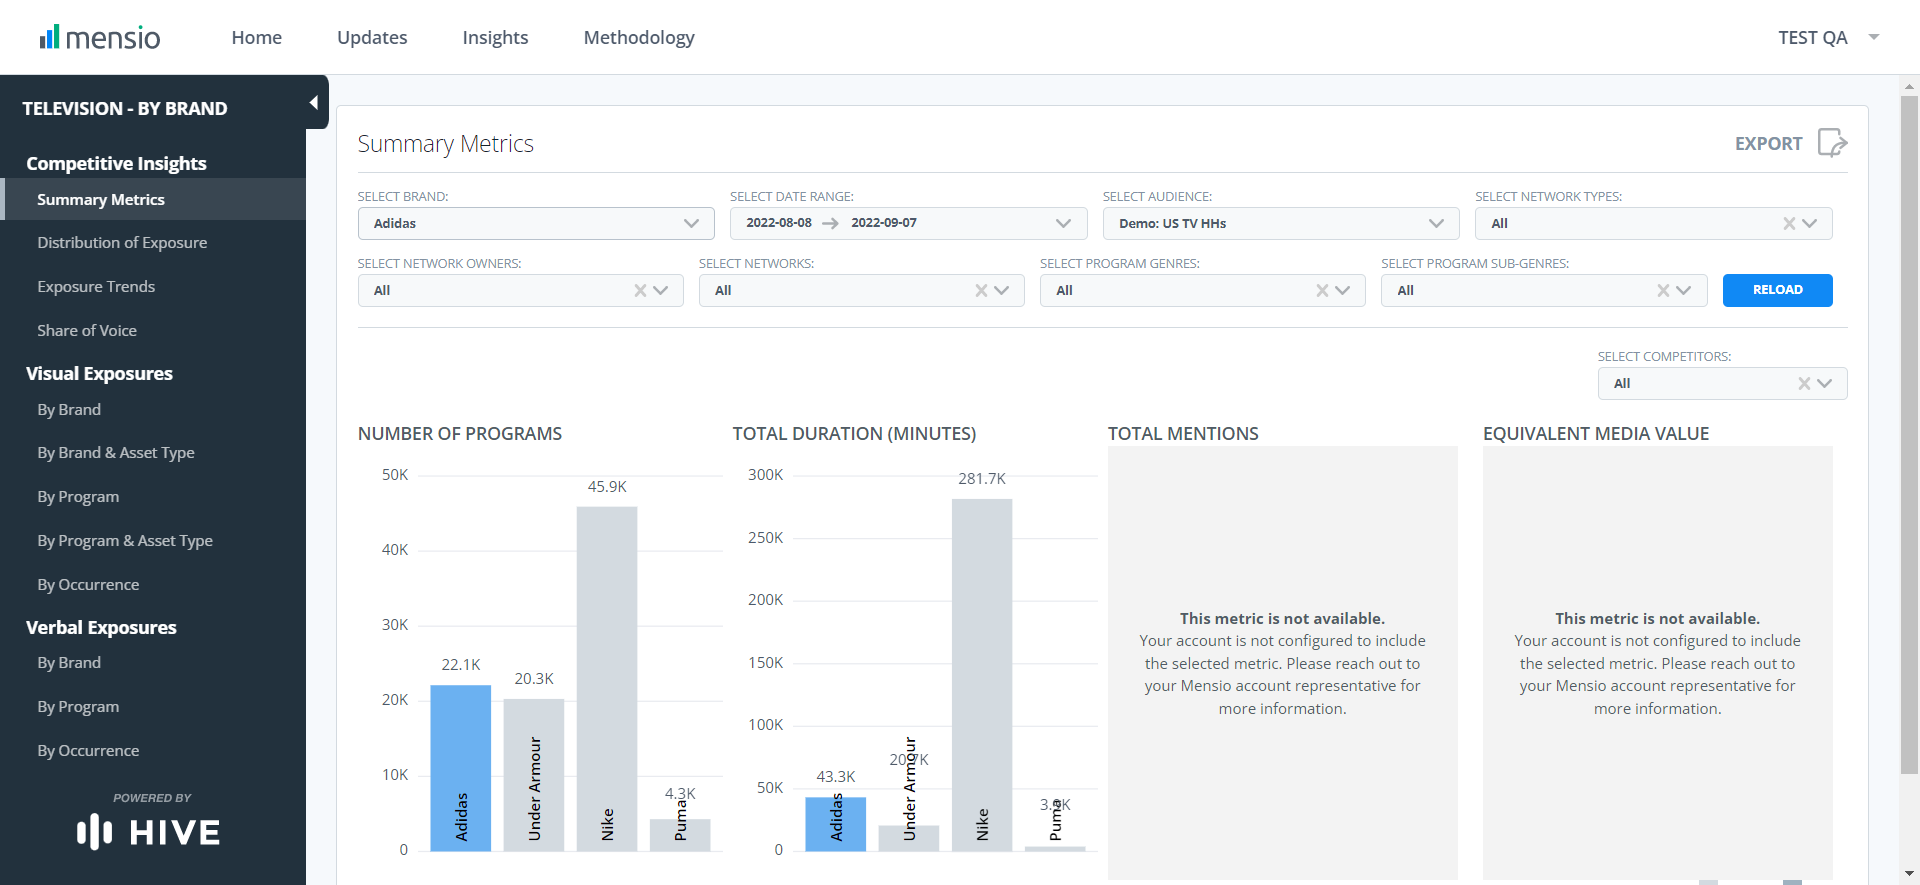 mensio
Home
Updates
Insights
Methodology
TEST QA
TELEVISION - BY BRAND
Competitive Insights
Summary Metrics
Distribution of Exposure
Exposure Trends
Share of Voice
Visual Exposures
By Brand
By Brand & Asset Type
By Program
By Program & Asset Type
By Occurrence
Verbal Exposures
By Brand
By Program
By Occurrence
POWERED BY
HIVE
Summary Metrics
EXPORT
SELECT BRAND:
Adidas
SELECT DATE RANGE:
2022-08-08 → 2022-09-07
SELECT AUDIENCE:
Demo: US TV HHs
SELECT NETWORK TYPES:
All
SELECT NETWORK OWNERS:
All
SELECT NETWORKS:
All
SELECT PROGRAM GENRES:
All
SELECT PROGRAM SUB-GENRES:
All
RELOAD
SELECT COMPETITORS:
All
NUMBER OF PROGRAMS
50K
40K
30K
20K
10K
0
22.1K
20.3K
45.9K
4.3K
Adidas
Under Armour
Nike
Puma
TOTAL DURATION (MINUTES)
300K
250K
200K
150K
100K
50K
0
43.3K
281.7K
Adidas
Under Armour
Nike
Puma
TOTAL MENTIONS
This metric is not available.
Your account is not configured to include
the selected metric. Please reach out to
your Mensio account representative for
more information.
EQUIVALENT MEDIA VALUE
This metric is not available.
Your account is not configured to include
the selected metric. Please reach out to
your Mensio account representative for
more information.